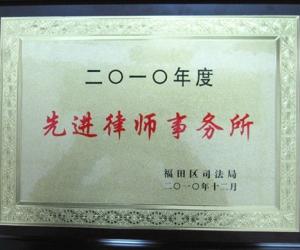 二〇一〇年度
先进律师事务所
福田区司法局
二〇一〇年十二月